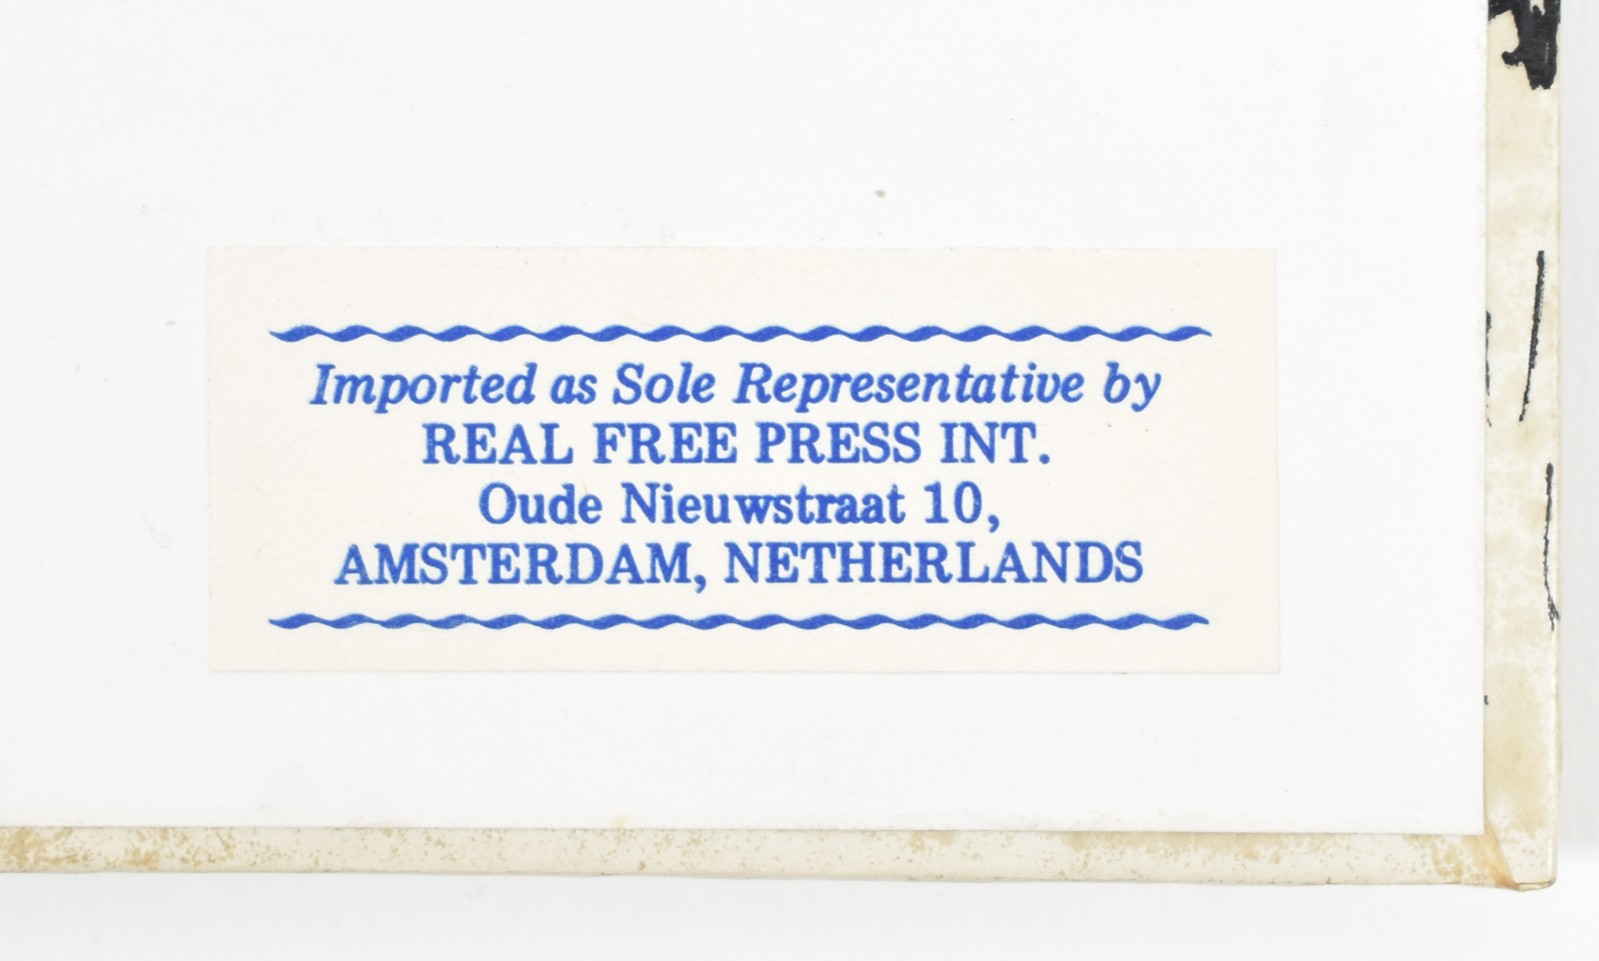 Imported as Sole Representative by
REAL FREE PRESS INT.
Oude Nieuwstraat 10,
AMSTERDAM, NETHERLANDS